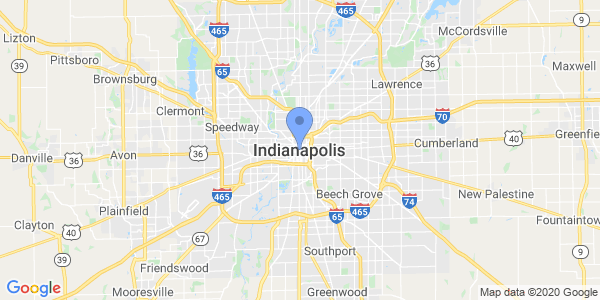 Lizton
465
McCordsville
9
36
Pittsboro
39
65
Maxwell
Brownsburg
Lawrence
Clermont
70
Speedway
Cumberland
40
Greenfie
Indianapolis
Danville
36
Avon
36
Beech Grove
New Palestine
465
74
Plainfield
65
465
Fountaintow
Clayton
40
67
Southport
39
9
Friendswood
Google
Mooresville
Greenwood
Map data ©2020 Google